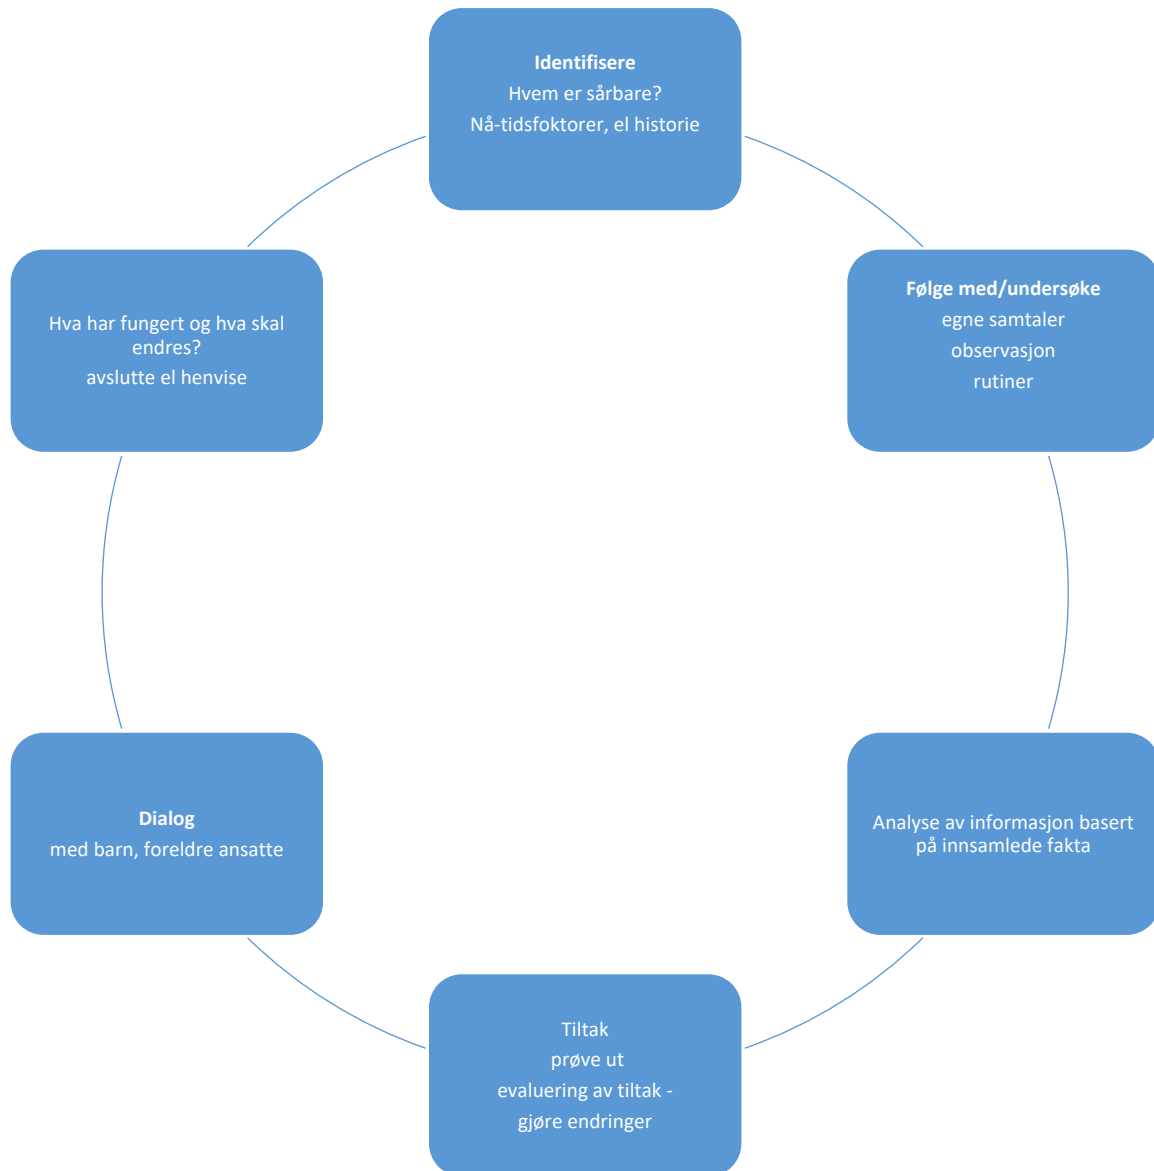 Identifisere
Hvem er sårbare?
Nå-tidsfoktorer, el historie
Følge med/undersøke
egne samtaler
observasjon
rutiner
Analyse av informasjon basert
på innsamlede fakta
Tiltak
prøve ut
evaluering av tiltak -
gjøre endringer
Dialog
med barn, foreldre ansatte
Hva har fungert og hva skal
endres?
avslutte el henvise